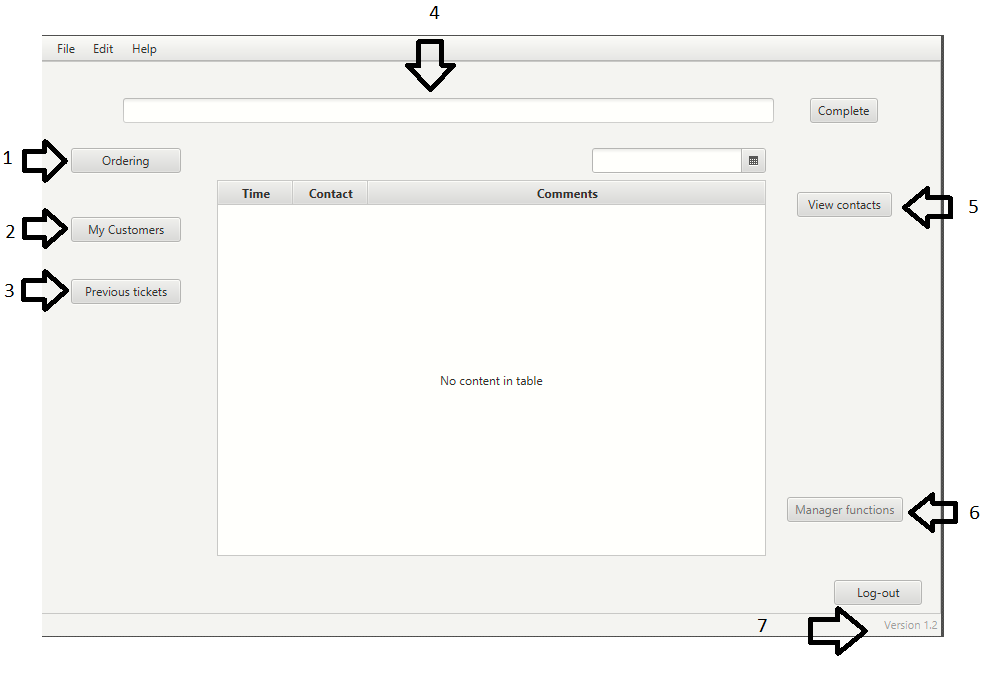 4
File Edit Help
Complete
1 Ordering
Time Contact Comments
View contacts 5
2 My Customers
3 Previous tickets
No content in table
Manager functions 6
Log-out
7 Version 1.2